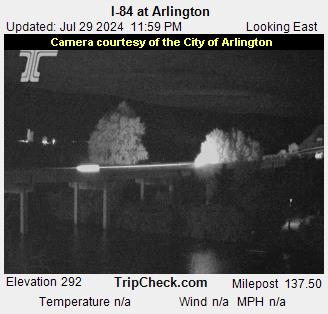 I-84 at Arlington
Updated: Jul 29 2024 11:59 PM Looking East
Camera courtesy of the City of Arlington
Elevation 292 TripCheck.com Milepost 137.50
Temperature n/a Wind n/a MPH n/a